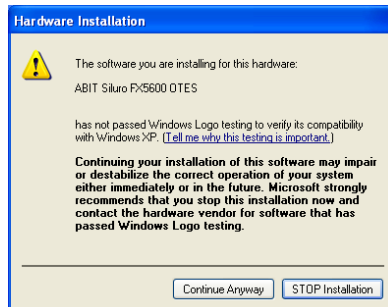 Hardware Installation
The software you are installing for this hardware:
ABIT Siluro FX5600 OTES
has not passed Windows Logo testing to verify its compatibility
with Windows XP. (Tell me why this testing is important.)
Continuing your installation of this software may impair
or destabilize the correct operation of your system
either immediately or in the future. Microsoft strongly
recommends that you stop this installation now and
contact the hardware vendor for software that has
passed Windows Logo testing.
Continue Anyway STOP Installation